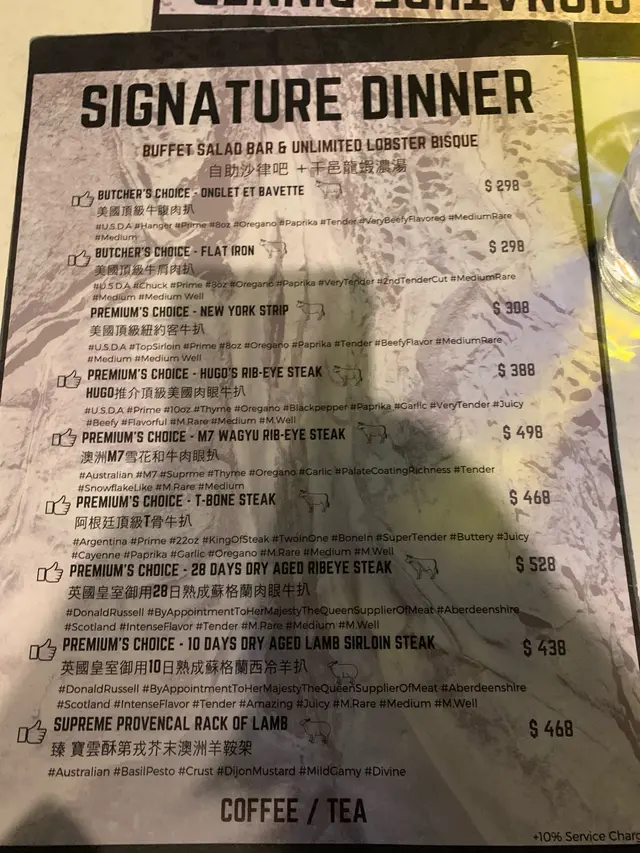 SIGNATURE DINNER
SIGNATURE DINNER
BUFFET SALAD BAR & UNLIMITED LOBSTER BISQUE
自助沙律吧 +千邑龍蝦濃湯
BUTCHER'S CHOICE - ONGLET ET BAVETTE $ 298
美國頂級牛腹肉扒
#U.S.D.A #Hanger #Prime #8oz #Oregano #Paprika #Tender #VeryBeefyFlavored #MediumRare
#Medium
BUTCHER'S CHOICE - FLAT IRON $ 298
美國頂級牛肩肉扒
#U.S.D.A #Chuck #Prime #8oz #Oregano #Paprika #VeryTender #2ndTenderCut #MediumRare
#Medium #Medium Well
PREMIUM'S CHOICE - NEW YORK STRIP $ 308
美國頂級紐約客牛扒
#U.S.D.A #TopSirloin #Prime #8oz #Oregano #Paprika #Tender #BeefyFlavor #MediumRare
#Medium #Medium Well
PREMIUM'S CHOICE - HUGO'S RIB-EYE STEAK $ 388
HUGO推介頂級美國肉眼牛扒
#U.S.D.A #Prime #10oz #Thyrne #Oregano #Blackpepper #Paprika #Garlic #VeryTender #Juicy
#Beefy #Flavorful #M.Rare #Medium #M.Well
PREMIUM'S CHOICE - M7 WAGYU RIB-EYE STEAK $ 498
澳洲M7雪花和牛肉眼扒
#Australian #M7 #Suprme #Thyme #Oregano #Garlic #PalateCoatingRichness #Tender
#SnowflakeLike #M.Rare #Medium
PREMIUM'S CHOICE - T-BONE STEAK $ 468
阿根廷頂級T骨牛扒
#Argentina #Prime #22oz #KingOfSteak #TwoInOne #BoneIn #SuperTender #Buttery #Juicy
#Cayenne #Paprika #Garlic #Oregano #M.Rare #Medium #M.Well
PREMIUM'S CHOICE - 28 DAYS DRY AGED RIBEYE STEAK $ 528
英國皇室御用28日熟成蘇格蘭肉眼牛扒
#DonaldRussell #ByAppointmentToHerMajestyTheQueenSupplierOfMeat #Aberdeenshire
#Scotland #IntenseFlavor #Tender #M.Rare #Medium #M.Well
PREMIUM'S CHOICE - 10 DAYS DRY AGED LAMB SIRLOIN STEAK $ 438
英國皇室御用10日熟成蘇格蘭西冷羊扒
#DonaldRussell #ByAppointmentToHerMajestyTheQueenSupplierOfMeat #Aberdeenshire
#Scotland #IntenseFlavor #Tender #Amazing #Juicy #M.Rare #Medium #M.Well
SUPREME PROVENCAL RACK OF LAMB $ 468
臻 寶雲酥第戎芥末澳洲羊鞍架
#Australian #BasilPesto #Crust #DijonMustard #MildGamy #Divine
COFFEE / TEA
+10% Service Charg